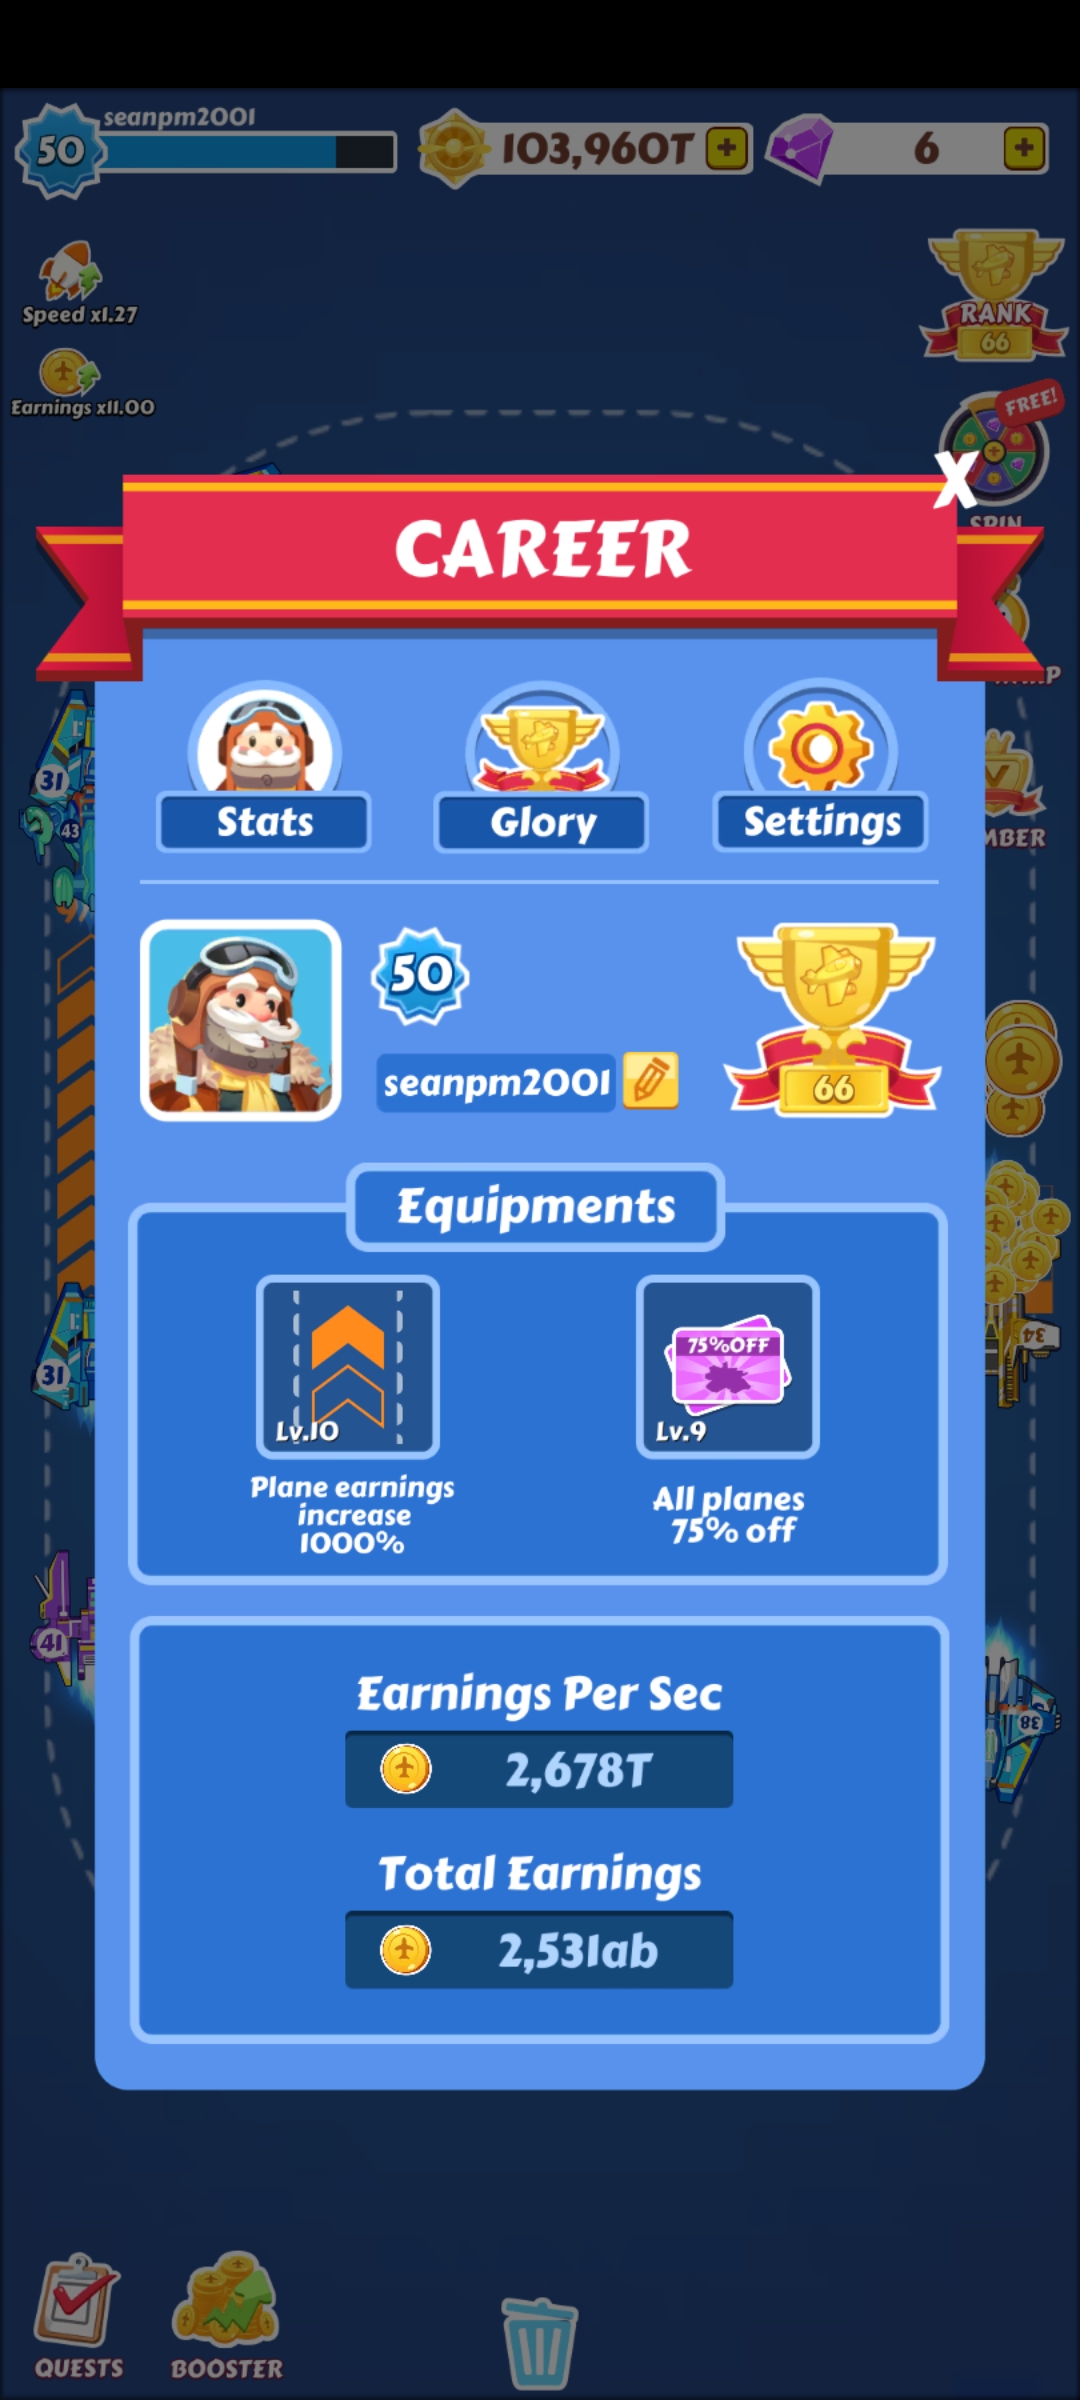 seanpm2001
50
103,960T
6
Speed x1.27
Earnings x11.00
RANK
66
FREE!
SPIN
CAREER
Stats
Glory
Settings
50
seanpm2001
66
Equipments
Lv.10
75%OFF
Lv.9
Plane earnings
increase
1000%
All planes
75% off
Earnings Per Sec
2,678T
Total Earnings
2,531ab
31
43
31
41
34
38
QUESTS
BOOSTER